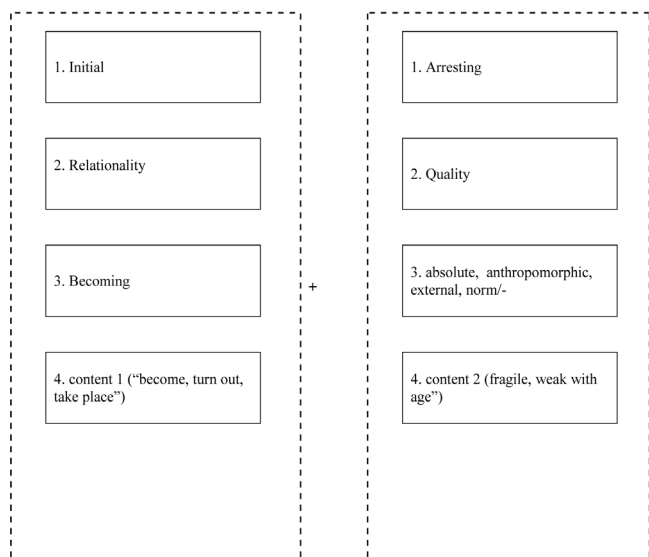 1. Initial
2. Relationality
3. Becoming
4. content 1 (“become, turn out,
take place”)
+
1. Arresting
2. Quality
3. absolute, anthropomorphic,
external, norm/-
4. content 2 (fragile, weak with
age”)